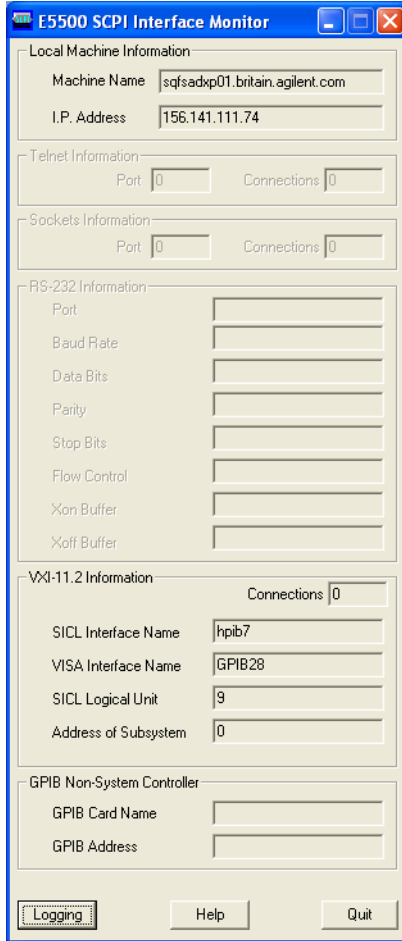 E5500 SCPI Interface Monitor
Local Machine Information
Machine Name sqfsadxp01.britain.agilent.com
I.P. Address 156.141.111.74
Telnet Information
Port 0 Connections 0
Sockets Information
Port 0 Connections 0
RS-232 Information
Port
Baud Rate
Data Bits
Parity
Stop Bits
Flow Control
Xon Buffer
Xoff Buffer
VXI-11.2 Information
Connections 0
SICL Interface Name hpib7
VISA Interface Name GPIB28
SICL Logical Unit 9
Address of Subsystem 0
GPIB Non-System Controller
GPIB Card Name
GPIB Address
Logging Help Quit